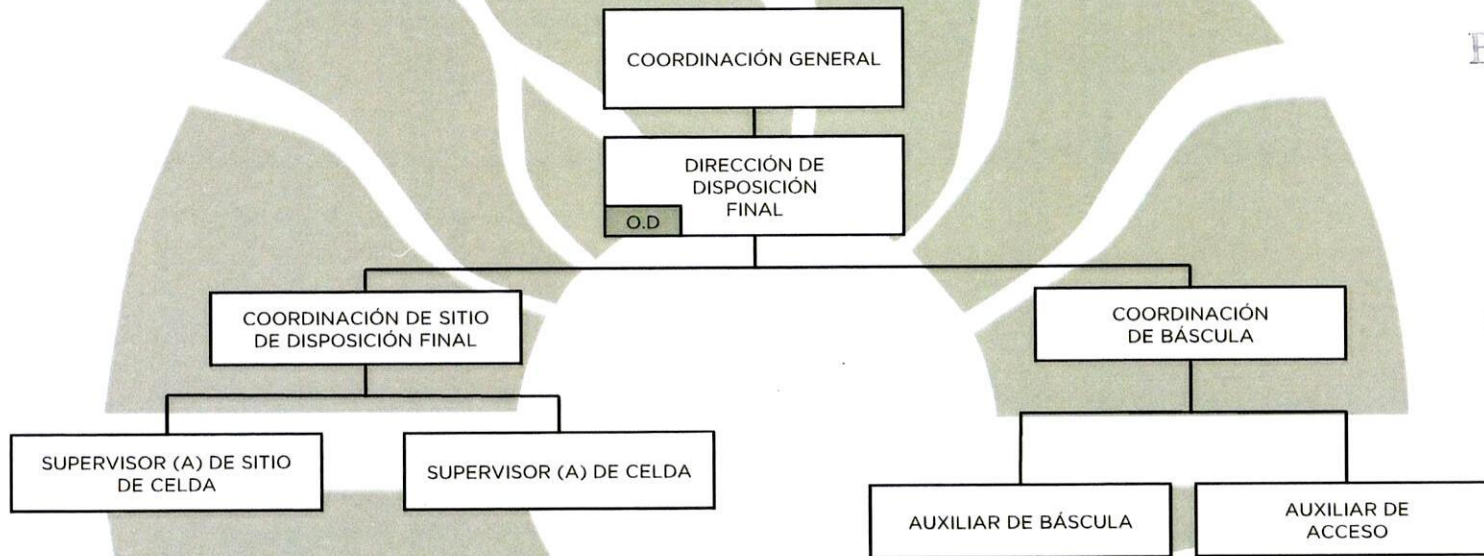 COORDINACIÓN GENERAL
DIRECCIÓN DE
DISPOSICIÓN
FINAL
O.D
COORDINACIÓN DE SITIO
DE DISPOSICIÓN FINAL
COORDINACIÓN
DE BÁSCULA
SUPERVISOR (A) DE SITIO
DE CELDA
SUPERVISOR (A) DE CELDA
AUXILIAR DE BÁSCULA
AUXILIAR DE
ACCESO